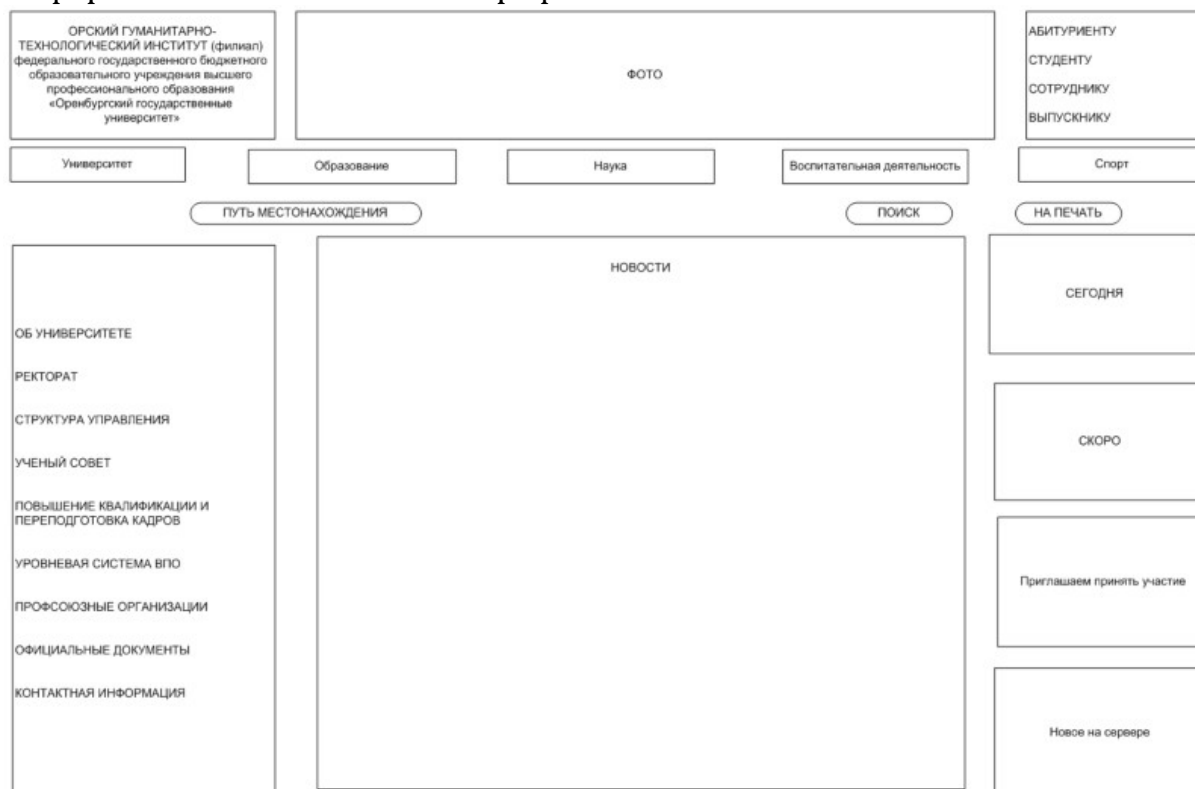 ОРСКИЙ ГУМАНИТАРНО-
ТЕХНОЛОГИЧЕСКИЙ ИНСТИТУТ (филиал)
федерального государственного бюджетного
образовательного учреждения высшего
профессионального образования
«Оренбургский государственные
университет»
ФОТО
АБИТУРИЕНТУ
СТУДЕНТУ
СОТРУДНИКУ
ВЫПУСКНИКУ
Университет
Образование
Наука
Воспитательная деятельность
Спорт
ПУТЬ МЕСТОНАХОЖДЕНИЯ
ПОИСК
НА ПЕЧАТЬ
ОБ УНИВЕРСИТЕТЕ
РЕКТОРАТ
СТРУКТУРА УПРАВЛЕНИЯ
УЧЕНЫЙ СОВЕТ
ПОВЫШЕНИЕ КВАЛИФИКАЦИИ И
ПЕРЕПОДГОТОВКА КАДРОВ
УРОВНЕВАЯ СИСТЕМА ВПО
ПРОФСОЮЗНЫЕ ОРГАНИЗАЦИИ
ОФИЦИАЛЬНЫЕ ДОКУМЕНТЫ
КОНТАКТНАЯ ИНФОРМАЦИЯ
НОВОСТИ
СЕГОДНЯ
СКОРО
Приглашаем принять участие
Новое на сервере